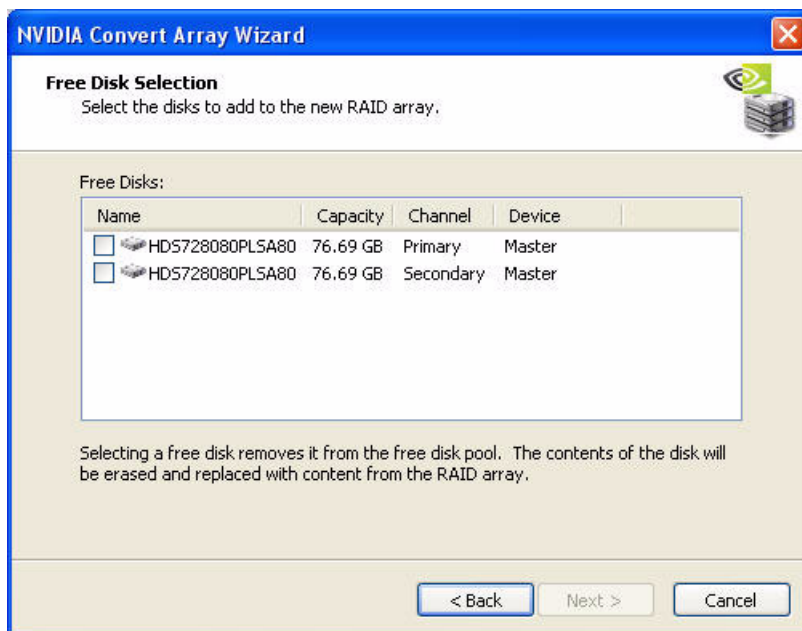 NVIDIA Convert Array Wizard
Free Disk Selection
Select the disks to add to the new RAID array.
Free Disks:
Name Capacity Channel Device
HDS728080PLSA80 76.69 GB Primary Master
HDS728080PLSA80 76.69 GB Secondary Master
Selecting a free disk removes it from the free disk pool. The contents of the disk will
be erased and replaced with content from the RAID array.
< Back Next > Cancel